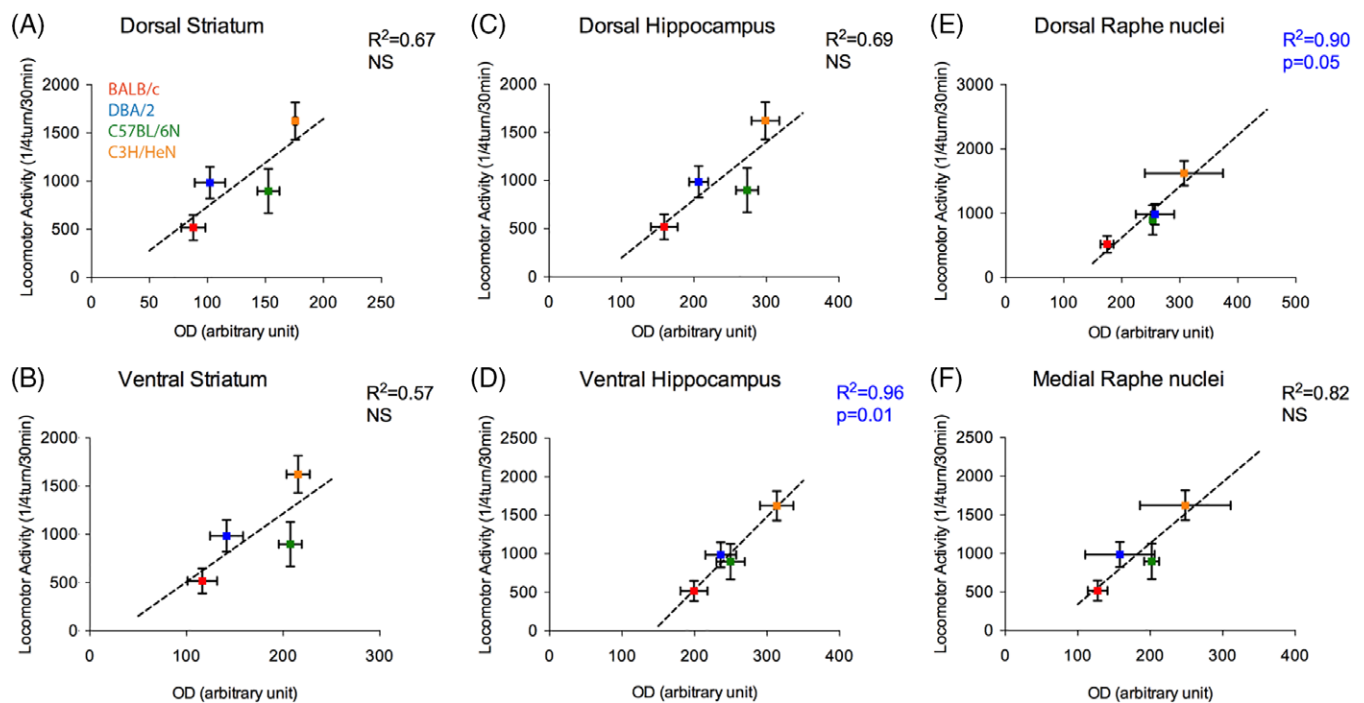 (A) Dorsal Striatum
R²=0.67
NS
Locomotor Activity (1/4turn/30min)
2000
1500
1000
500
0
BALB/c
DBA/2
C57BL/6N
C3H/HeN
0 50 100 150 200 250
OD (arbitrary unit)
(C) Dorsal Hippocampus
R²=0.69
NS
Locomotor Activity (1/4turn/30min)
2000
1500
1000
500
0
0 100 200 300 400
OD (arbitrary unit)
(E) Dorsal Raphe nuclei
R²=0.90
p=0.05
Locomotor Activity (1/4turn/30min)
3000
2000
1000
0
0 100 200 300 400 500
OD (arbitrary unit)
(B) Ventral Striatum
R²=0.57
NS
Locomotor Activity (1/4turn/30min)
2000
1500
1000
500
0
0 100 200 300
OD (arbitrary unit)
(D) Ventral Hippocampus
R²=0.96
p=0.01
Locomotor Activity (1/4turn/30min)
2500
2000
1500
1000
500
0
0 100 200 300 400
OD (arbitrary unit)
(F) Medial Raphe nuclei
R²=0.82
NS
Locomotor Activity (1/4turn/30min)
2500
2000
1500
1000
500
0
0 100 200 300 400
OD (arbitrary unit)